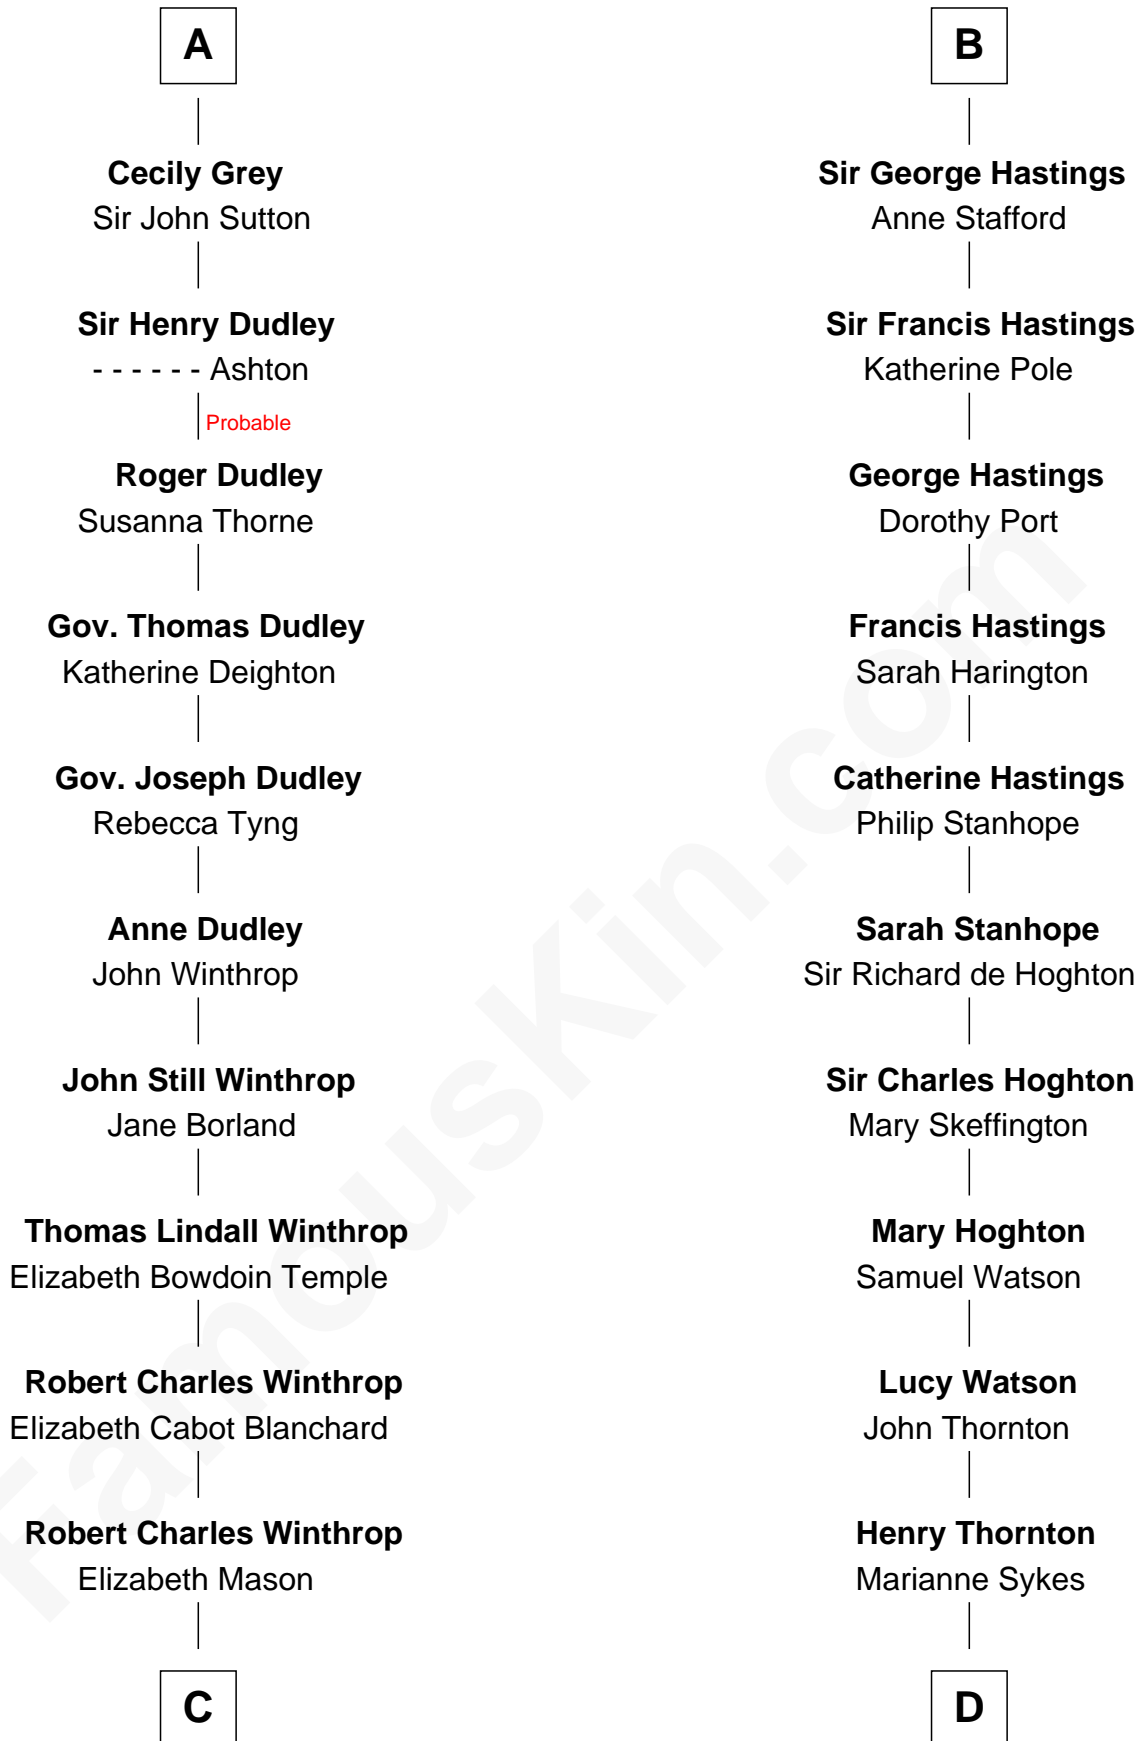 A
Cecily Grey
Sir John Sutton
Sir Henry Dudley
- - - - - - Ashton
Probable
Roger Dudley
Susanna Thorne
Gov. Thomas Dudley
Katherine Deighton
Gov. Joseph Dudley
Rebecca Tyng
Anne Dudley
John Winthrop
John Still Winthrop
Jane Borland
Thomas Lindall Winthrop
Elizabeth Bowdoin Temple
Robert Charles Winthrop
Elizabeth Cabot Blanchard
Robert Charles Winthrop
Elizabeth Mason
C
B
Sir George Hastings
Anne Stafford
Sir Francis Hastings
Katherine Pole
George Hastings
Dorothy Port
Francis Hastings
Sarah Harington
Catherine Hastings
Philip Stanhope
Sarah Stanhope
Sir Richard de Hoghton
Sir Charles Hoghton
Mary Skeffington
Mary Hoghton
Samuel Watson
Lucy Watson
John Thornton
Henry Thornton
Marianne Sykes
D
FamousKin.com